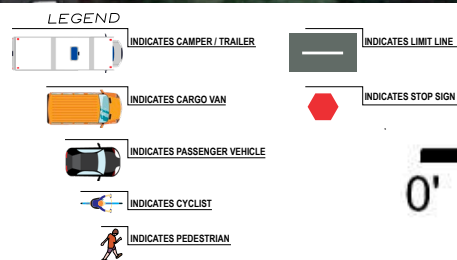 LEGEND
INDICATES CAMPER / TRAILER
INDICATES CARGO VAN
INDICATES PASSENGER VEHICLE
INDICATES CYCLIST
INDICATES PEDESTRIAN
INDICATES LIMIT LINE
INDICATES STOP SIGN
0'